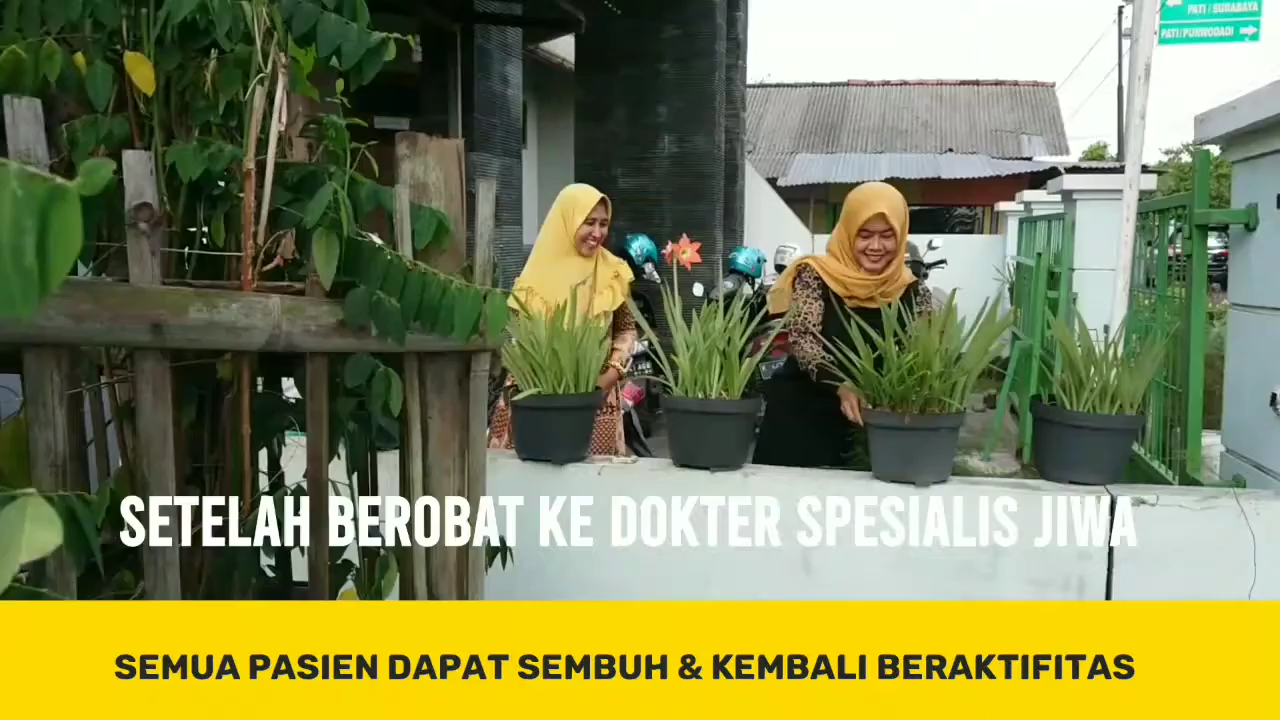 PATI / SURABAYA
PATI/PURWODADI
SETELAH BEROBAT KE DOKTER SPESIALIS JIWA
SEMUA PASIEN DAPAT SEMBUH & KEMBALI BERAKTIFITAS